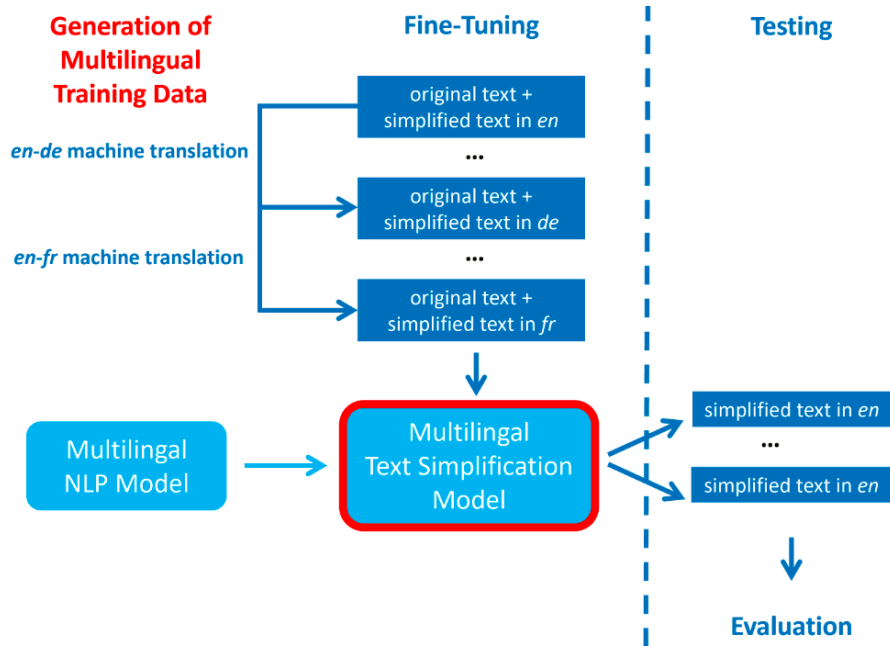 Generation of
Multilingual
Training Data
en-de machine translation
en-fr machine translation
Fine-Tuning
original text +
simplified text in en
...
original text +
simplified text in de
...
original text +
simplified text in fr
Multilingal
NLP Model
Multilingal
Text Simplification
Model
Testing
simplified text in en
...
simplified text in en
Evaluation